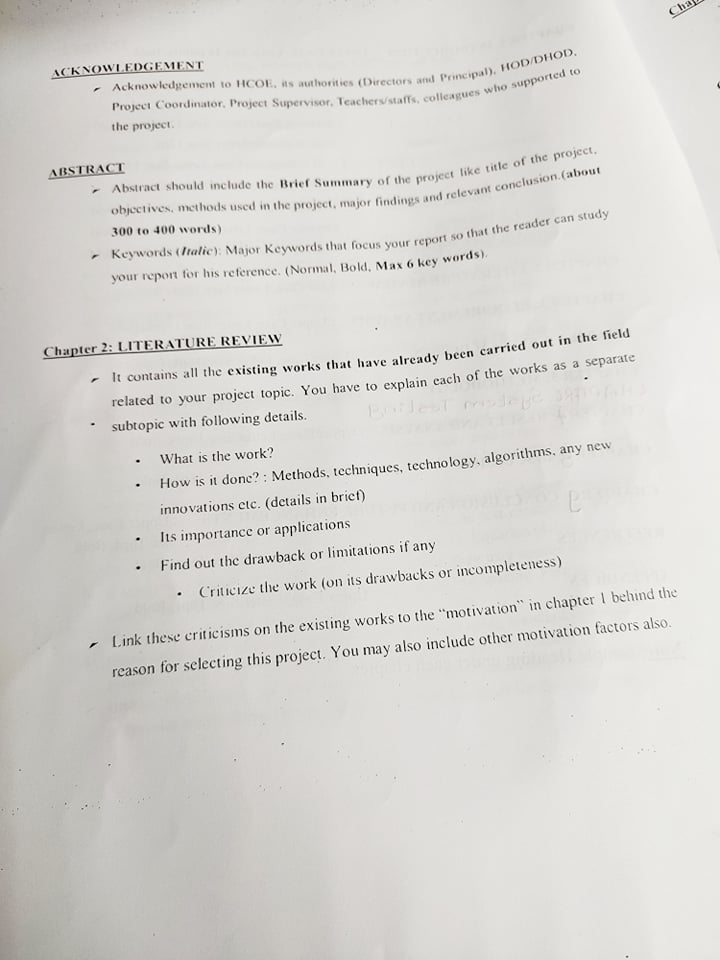 Chap
ACKNOWLEDGEMENT
Acknowledgement to HCOE, its authorities (Directors and Principal), HOD/DHOD,
Project Coordinator, Project Supervisor, Teachers/staffs, colleagues who supported to
the project.
ABSTRACT
Abstract should include the Brief Summary of the project like title of the project,
objectives, methods used in the project, major findings and relevant conclusion.(about
300 to 400 words)
Keywords (Italic): Major Keywords that focus your report so that the reader can study
your report for his reference. (Normal, Bold, Max 6 key words).
Chapter 2: LITERATURE REVIEW
It contains all the existing works that have already been carried out in the field
related to your project topic. You have to explain each of the works as a separate
subtopic with following details.
• What is the work?
• How is it done? : Methods, techniques, technology, algorithms, any new
innovations etc. (details in brief)
• Its importance or applications
• Find out the drawback or limitations if any
• Criticize the work (on its drawbacks or incompleteness)
Link these criticisms on the existing works to the "motivation" in chapter 1 behind the
reason for selecting this project. You may also include other motivation factors also.